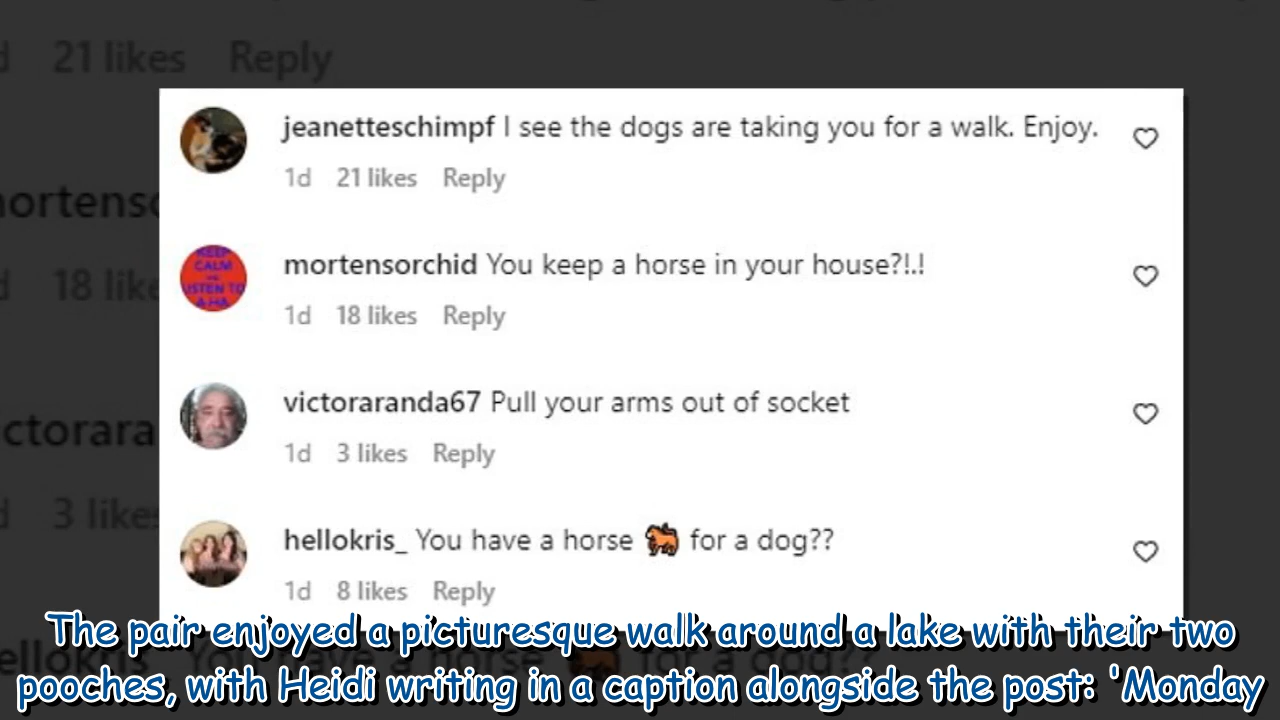 21 likes Reply
jeanetteschimpf I see the dogs are taking you for a walk. Enjoy.
1d 21 likes Reply
mortensorchid You keep a horse in your house?!.!
1d 18 likes Reply
victoraranda67 Pull your arms out of socket
1d 3 likes Reply
hellokris_ You have a horse 🐎 for a dog??
1d 8 likes Reply
The pair enjoyed a picturesque walk around a lake with their two
pooches, with Heidi writing in a caption alongside the post: 'Monday